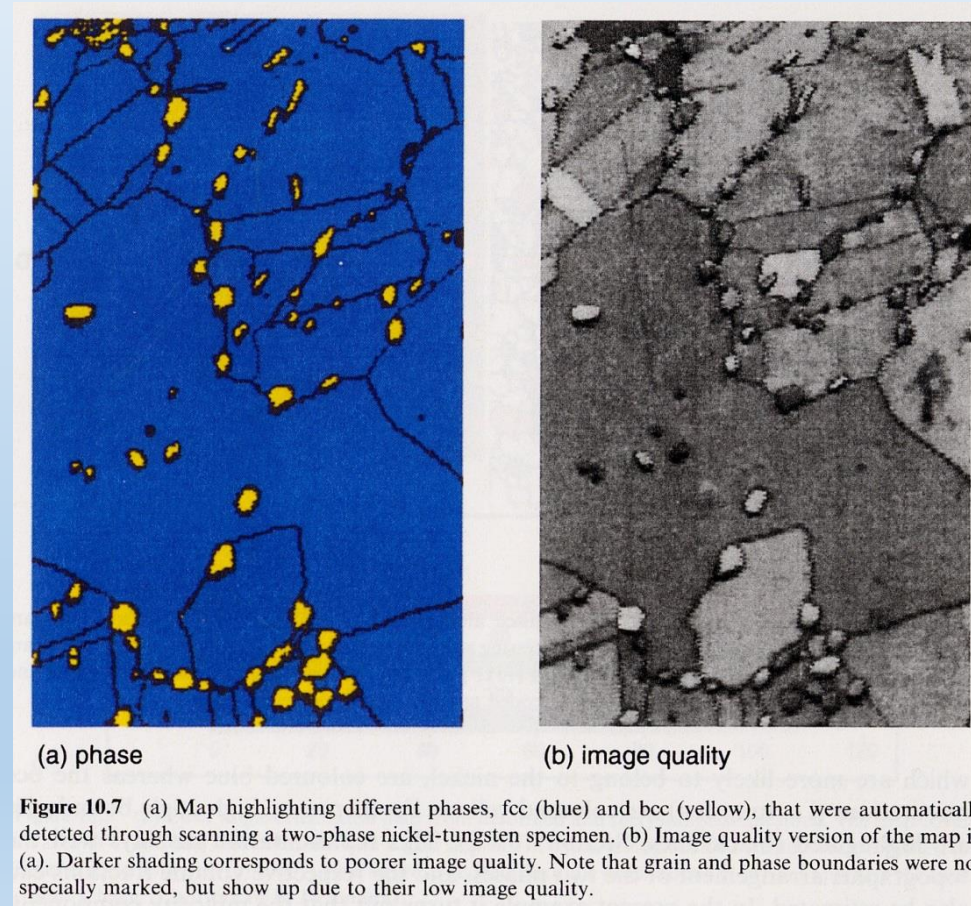 (a) phase
(b) image quality
Figure 10.7 (a) Map highlighting different phases, fcc (blue) and bcc (yellow), that were automaticall
detected through scanning a two-phase nickel-tungsten specimen. (b) Image quality version of the map i
(a). Darker shading corresponds to poorer image quality. Note that grain and phase boundaries were no
specially marked, but show up due to their low image quality.